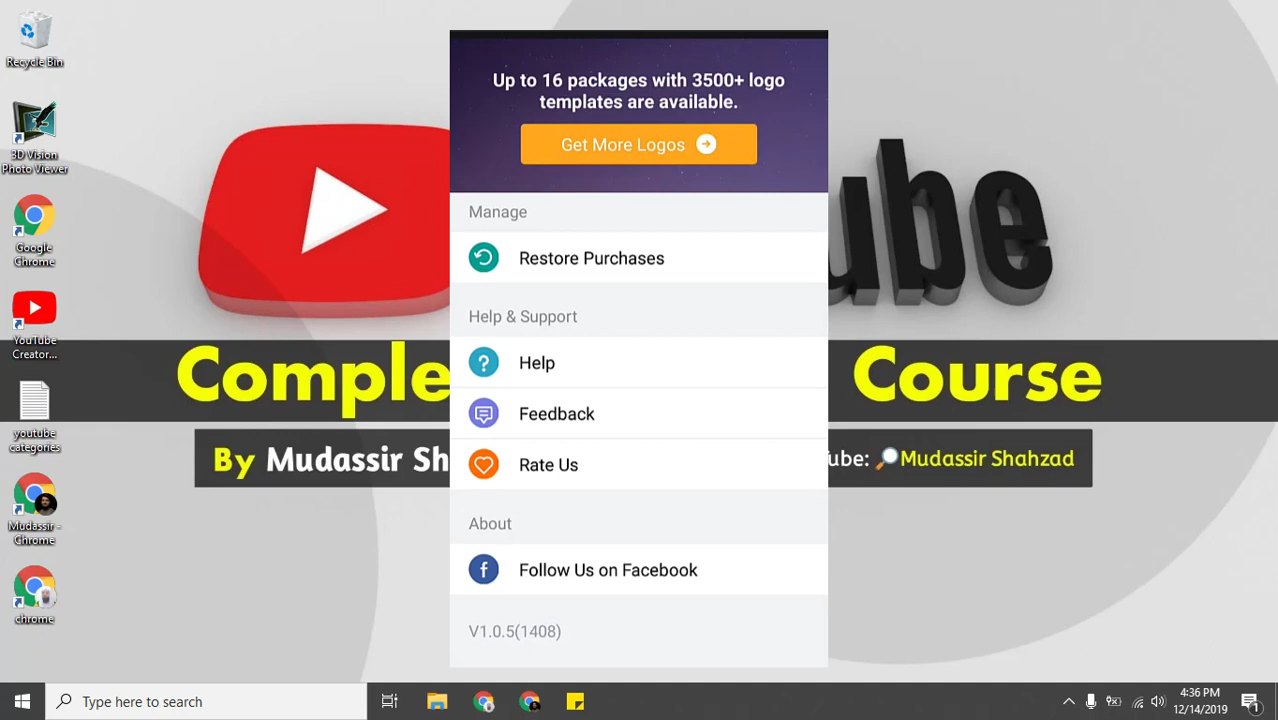 Recycle Bin
3D Vision
Photo Viewer
Google
Chrome
YouTube
Creator...
youtube
categories
Mudassir -
Chrome
chrome
Up to 16 packages with 3500+ logo
templates are available.
Get More Logos
Manage
Restore Purchases
Help & Support
Help
Feedback
Rate Us
About
Follow Us on Facebook
V1.0.5(1408)
ube
Comple Course
By Mudassir Sh
ube: Mudassir Shahzad
Type here to search
4:36 PM
12/14/2019
1